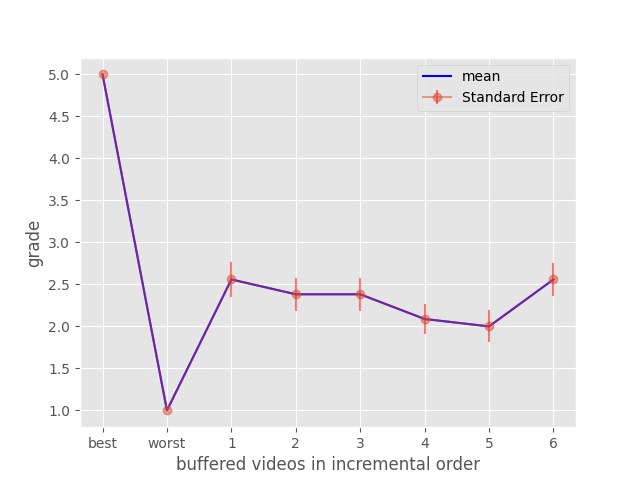 mean
Standard Error
5.0
4.5
4.0
3.5
3.0
2.5
2.0
1.5
1.0
grade
best worst 1 2 3 4 5 6
buffered videos in incremental order